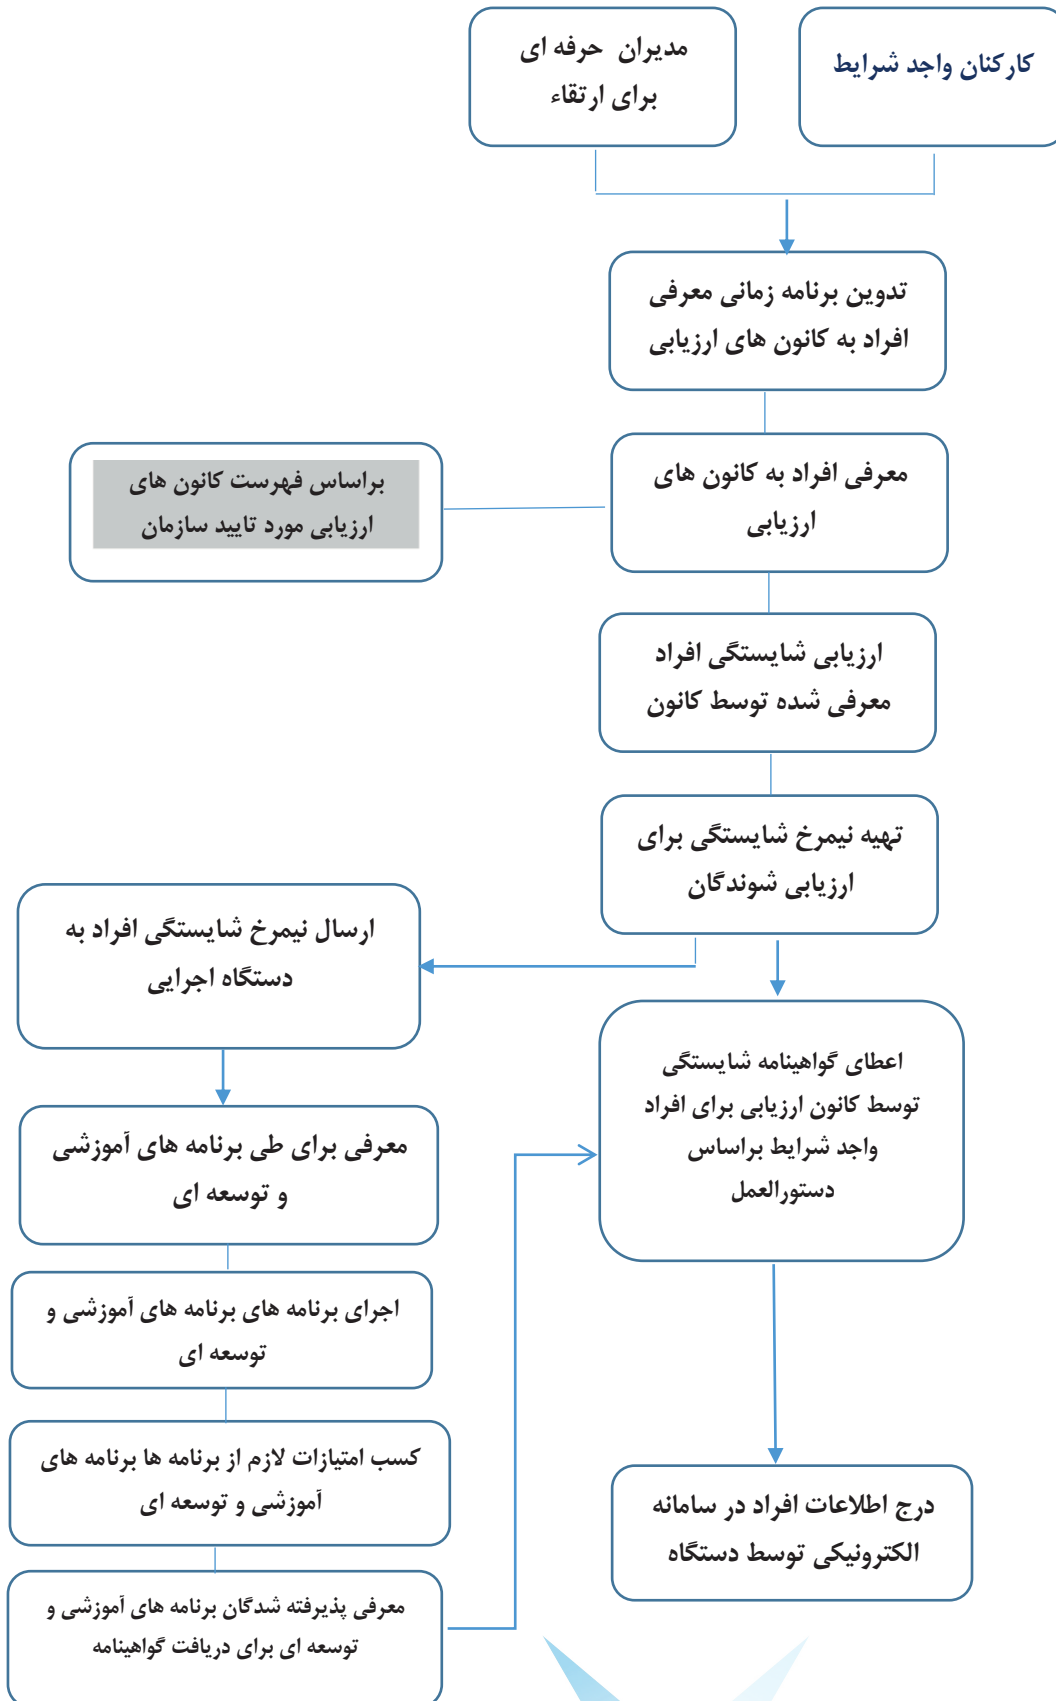 کارکنان واجد شرایط
مدیران حرفه ای
برای ارتقاء
تدوین برنامه زمانی معرفی
افراد به کانون های ارزیابی
معرفی افراد به کانون های
ارزیابی
براساس فهرست کانون های
ارزیابی مورد تایید سازمان
ارزیابی شایستگی افراد
معرفی شده توسط کانون
تهیه نیمرخ شایستگی برای
ارزیابی شوندگان
ارسال نیمرخ شایستگی افراد به
دستگاه اجرایی
اعطای گواهینامه شایستگی
توسط کانون ارزیابی برای افراد
واجد شرایط براساس
دستورالعمل
معرفی برای طی برنامه های آموزشی
و توسعه ای
اجرای برنامه های برنامه های آموزشی و
توسعه ای
کسب امتیازات لازم از برنامه ها برنامه های
آموزشی و توسعه ای
درج اطلاعات افراد در سامانه
الکترونیکی توسط دستگاه
معرفی پذیرفته شدگان برنامه های آموزشی و
توسعه ای برای دریافت گواهینامه